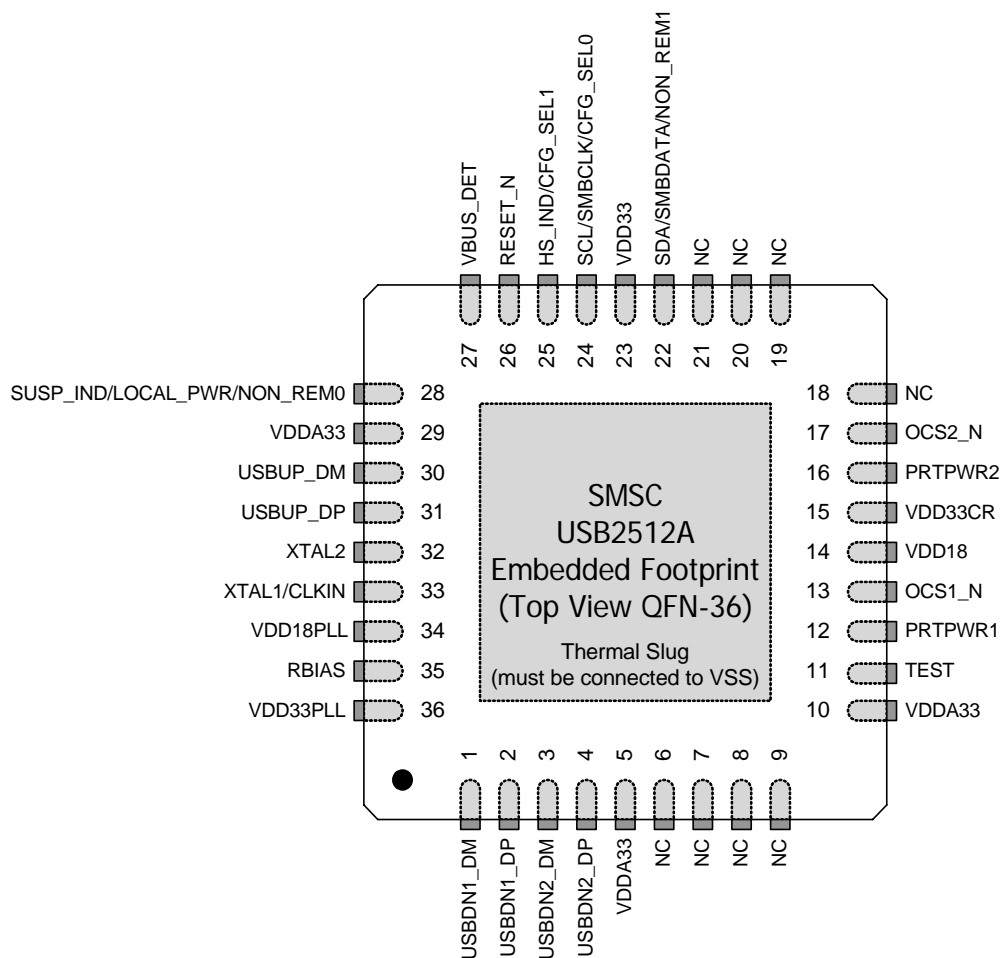 VBUS_DET
RESET_N
HS_IND/CFG_SEL1
SCL/SMBCLK/CFG_SEL0
VDD33
SDA/SMBDATA/NON_REM1
NC
NC
NC
27
26
25
24
23
22
21
20
19
SUSP_IND/LOCAL_PWR/NON_REM0 28
VDDA33 29
USBUP_DM 30
USBUP_DP 31
XTAL2 32
XTAL1/CLKIN 33
VDD18PLL 34
RBIAS 35
VDD33PLL 36
SMSC
USB2512A
Embedded Footprint
(Top View QFN-36)
Thermal Slug
(must be connected to VSS)
18 NC
17 OCS2_N
16 PRTPWR2
15 VDD33CR
14 VDD18
13 OCS1_N
12 PRTPWR1
11 TEST
10 VDDA33
1
2
3
4
5
6
7
8
9
USBDN1_DM
USBDN1_DP
USBDN2_DM
USBDN2_DP
VDDA33
NC
NC
NC
NC